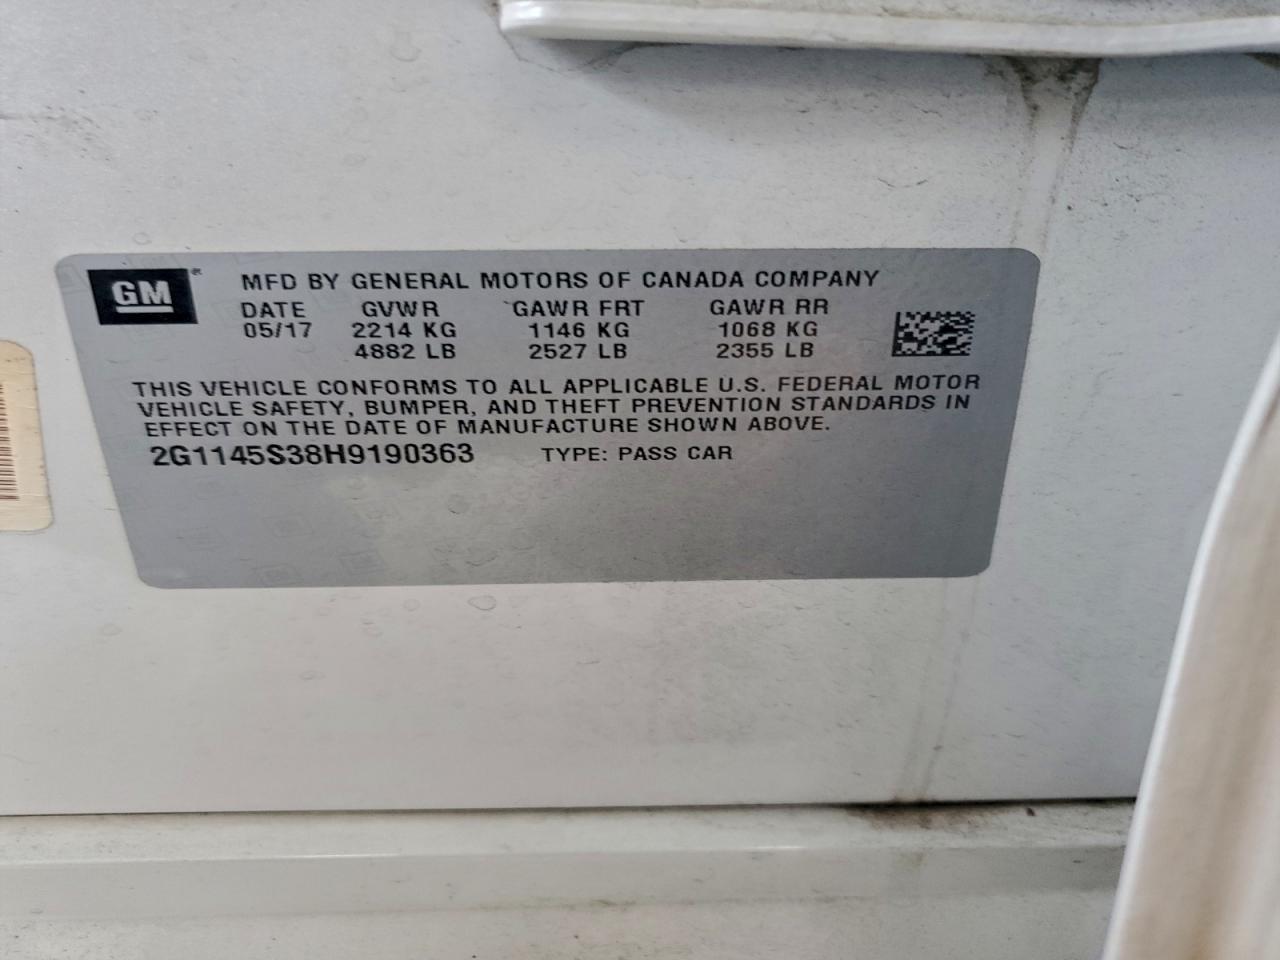 GM®
MFD BY GENERAL MOTORS OF CANADA COMPANY
DATE GVWR GAWR FRT GAWR RR
05/17 2214 KG 1146 KG 1068 KG
4882 LB 2527 LB 2355 LB
THIS VEHICLE CONFORMS TO ALL APPLICABLE U.S. FEDERAL MOTOR
VEHICLE SAFETY, BUMPER, AND THEFT PREVENTION STANDARDS IN
EFFECT ON THE DATE OF MANUFACTURE SHOWN ABOVE.
2G1145S38H9190363 TYPE: PASS CAR